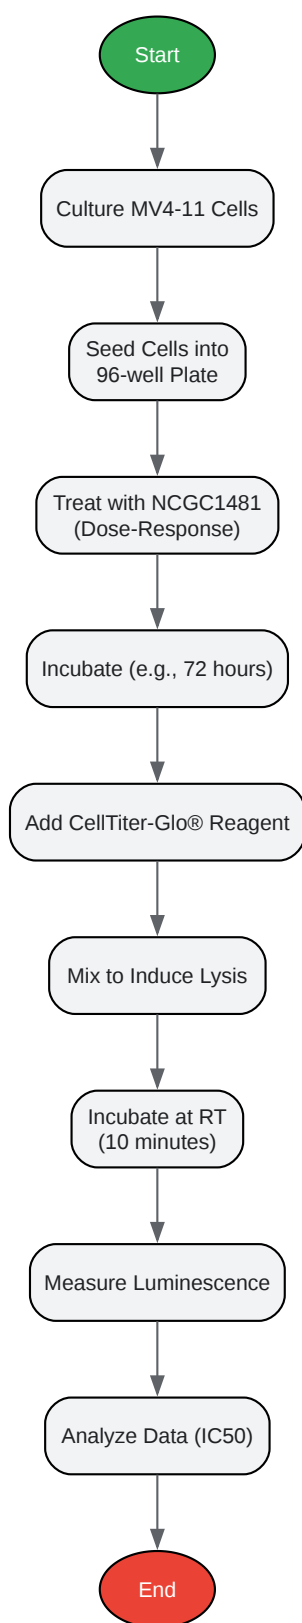 Start
Culture MV4-11 Cells
Seed Cells into
96-well Plate
Treat with NCGC1481
(Dose-Response)
Incubate (e.g., 72 hours)
Add CellTiter-Glo® Reagent
Mix to Induce Lysis
Incubate at RT
(10 minutes)
Measure Luminescence
Analyze Data (IC50)
End